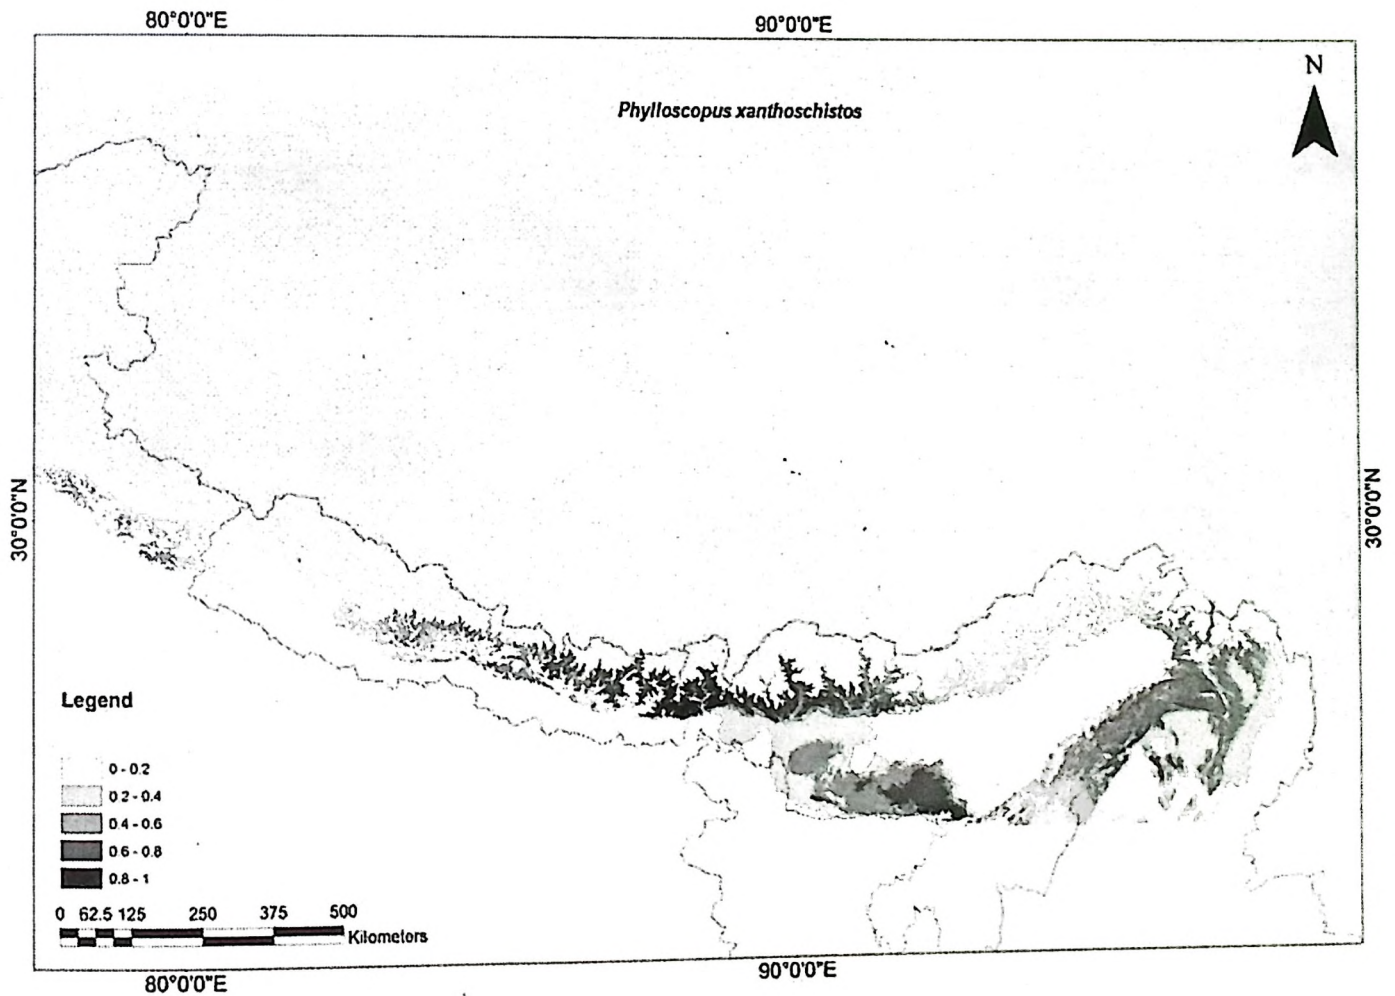 80°0'0"E
90°0'0"E
N
Phylloscopus xanthoschistos
30°0'0"N
30°0'0"N
Legend
0 - 0.2
0.2 - 0.4
0.4 - 0.6
0.6 - 0.8
0.8 - 1
0 62.5 125 250 375 500
Kilometers
80°0'0"E
90°0'0"E